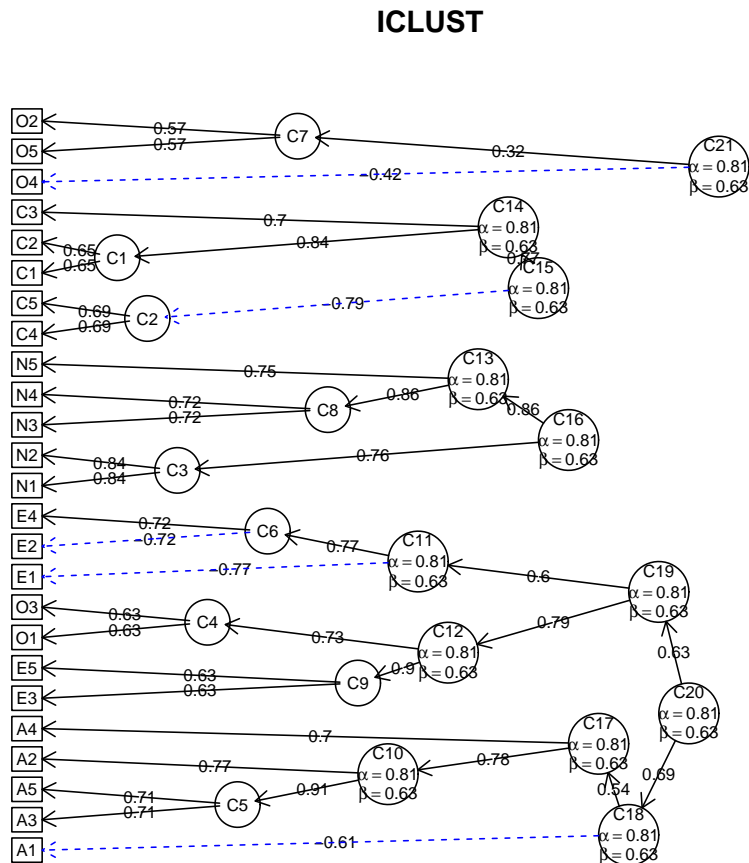 ICLUST
O2
O5
O4
C3
C2
C1
C5
C4
N5
N4
N3
N2
N1
E4
E2
E1
O3
O1
E5
E3
A4
A2
A5
A3
A1
C7
0.57
0.57
C21
α = 0.81
β = 0.63
0.32
-0.42
C14
α = 0.81
β = 0.63
0.7
0.84
C1
0.65
0.65
0.77
C15
α = 0.81
β = 0.63
-0.79
C2
0.69
0.69
C13
α = 0.81
β = 0.63
0.75
0.86
C8
0.72
0.72
0.86
C16
α = 0.81
β = 0.63
0.76
C3
0.84
0.84
C6
0.72
-0.72
C11
α = 0.81
β = 0.63
0.77
-0.77
C19
α = 0.81
β = 0.63
0.6
0.79
C4
0.63
0.63
C12
α = 0.81
β = 0.63
0.73
0.9
C9
0.63
0.63
0.63
C20
α = 0.81
β = 0.63
0.69
C17
α = 0.81
β = 0.63
0.7
0.78
C10
α = 0.81
β = 0.63
0.77
0.91
C5
0.71
0.71
0.54
C18
α = 0.81
β = 0.63
-0.61